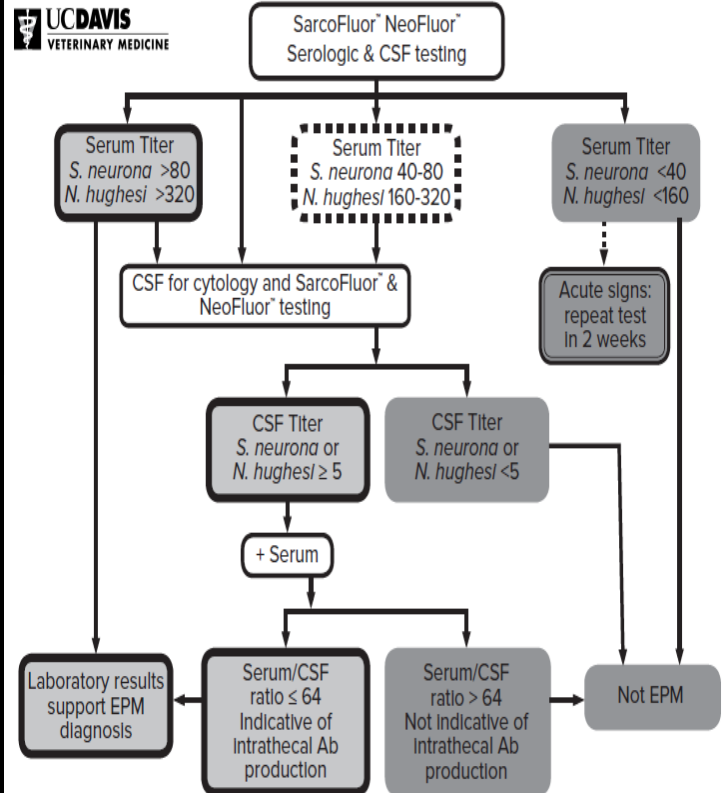 UCDAVIS
VETERINARY MEDICINE
SarcoFluor™ NeoFluor™
Serologic & CSF testing
Serum Titer
S. neurona >80
N. hughesi >320
Serum Titer
S. neurona 40-80
N. hughesi 160-320
Serum Titer
S. neurona <40
N. hughesi <160
CSF for cytology and SarcoFluor™ &
NeoFluor™ testing
Acute signs:
repeat test
in 2 weeks
CSF Titer
S. neurona or
N. hughesi ≥ 5
CSF Titer
S. neurona or
N. hughesi <5
+ Serum
Laboratory results
support EPM
diagnosis
Serum/CSF
ratio ≤ 64
Indicative of
Intrathecal Ab
production
Serum/CSF
ratio > 64
Not indicative of
Intrathecal Ab
production
Not EPM